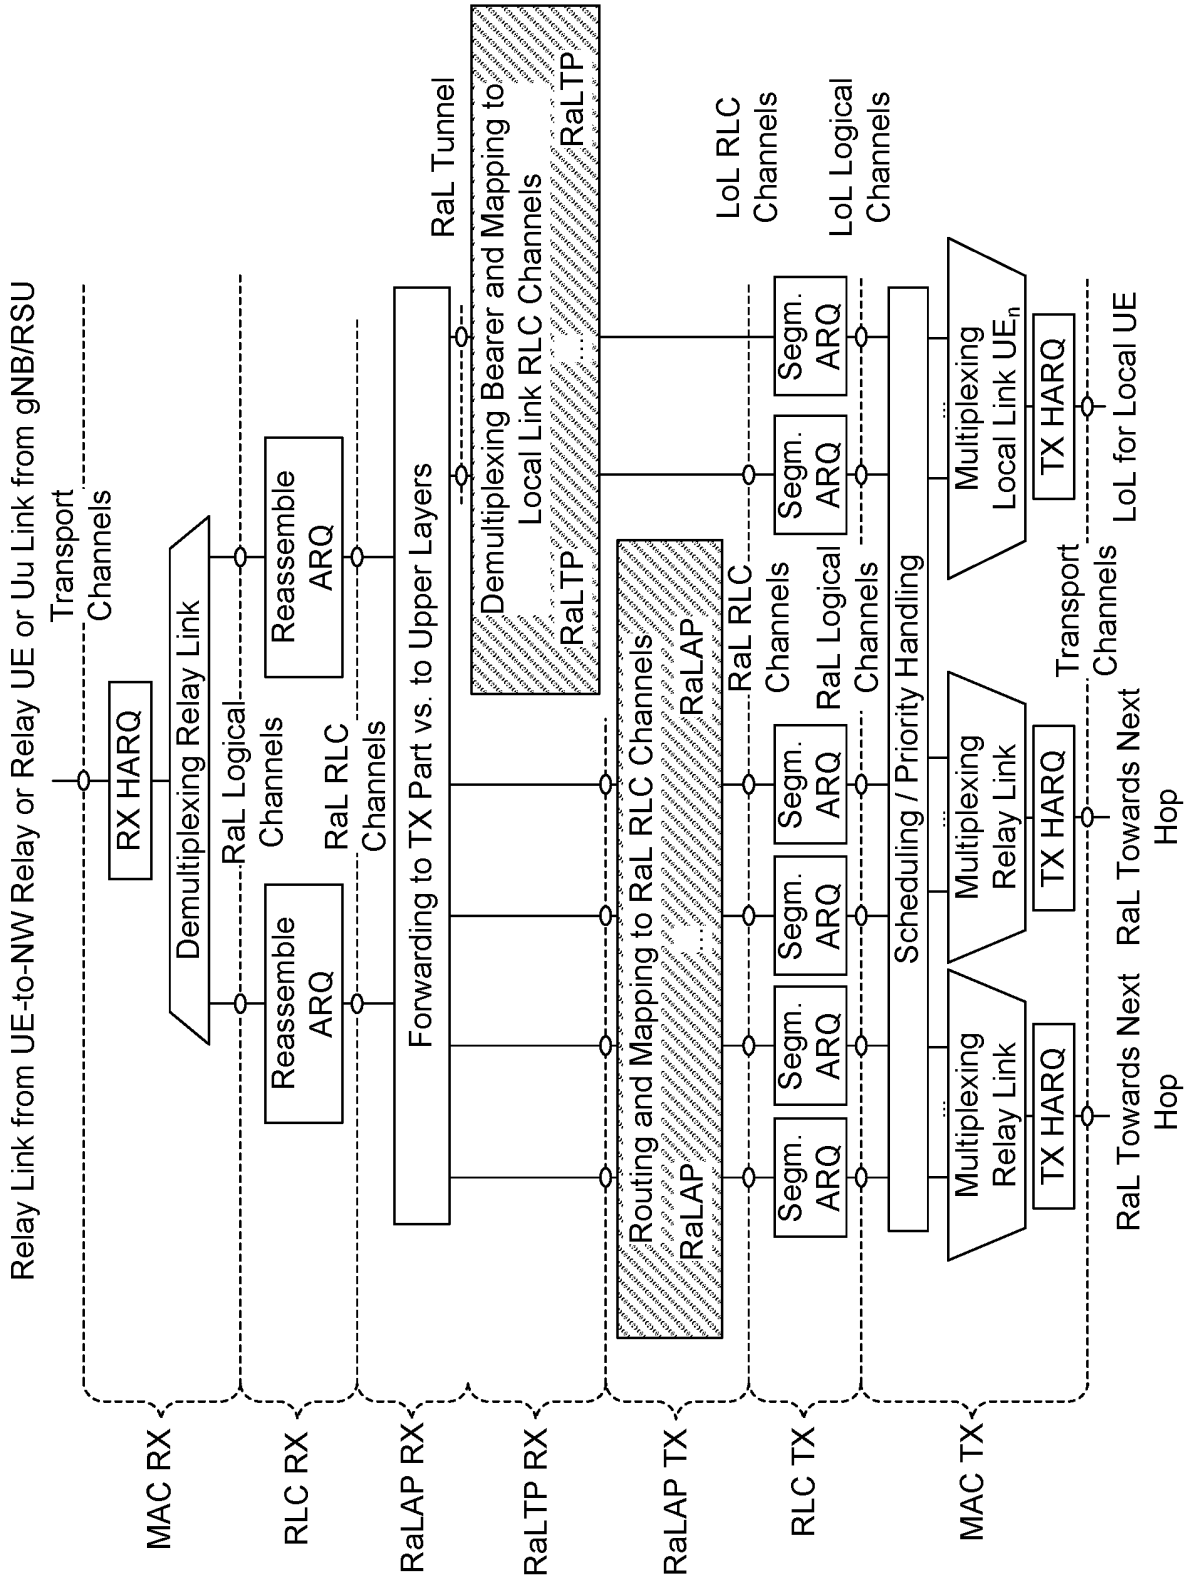 Relay Link from UE-to-NW Relay or Relay UE or Uu Link from gNB/RSU
Transport
Channels
MAC RX
RX HARQ
Demultiplexing Relay Link
RaL Logical
Channels
RLC RX
Reassemble
ARQ
Reassemble
ARQ
RaL RLC
Channels
RaLAP RX
Forwarding to TX Part vs. to Upper Layers
RaL Tunnel
RaLTP RX
Demultiplexing Bearer and Mapping to
Local Link RLC Channels
RaLTP
...
RaLTP
RaLAP TX
Routing and Mapping to RaL RLC Channels
RaLAP
...
RaLAP
RaL RLC
Channels
LoL RLC
Channels
RLC TX
Segm.
ARQ
Segm.
ARQ
Segm.
ARQ
Segm.
ARQ
Segm.
ARQ
Segm.
ARQ
RaL Logical
Channels
LoL Logical
Channels
MAC TX
Scheduling / Priority Handling
...
Multiplexing
Relay Link
...
Multiplexing
Relay Link
...
Multiplexing
Local Link UEn
TX HARQ
TX HARQ
TX HARQ
Transport
Channels
RaL Towards Next
Hop
RaL Towards Next
Hop
LoL for Local UE